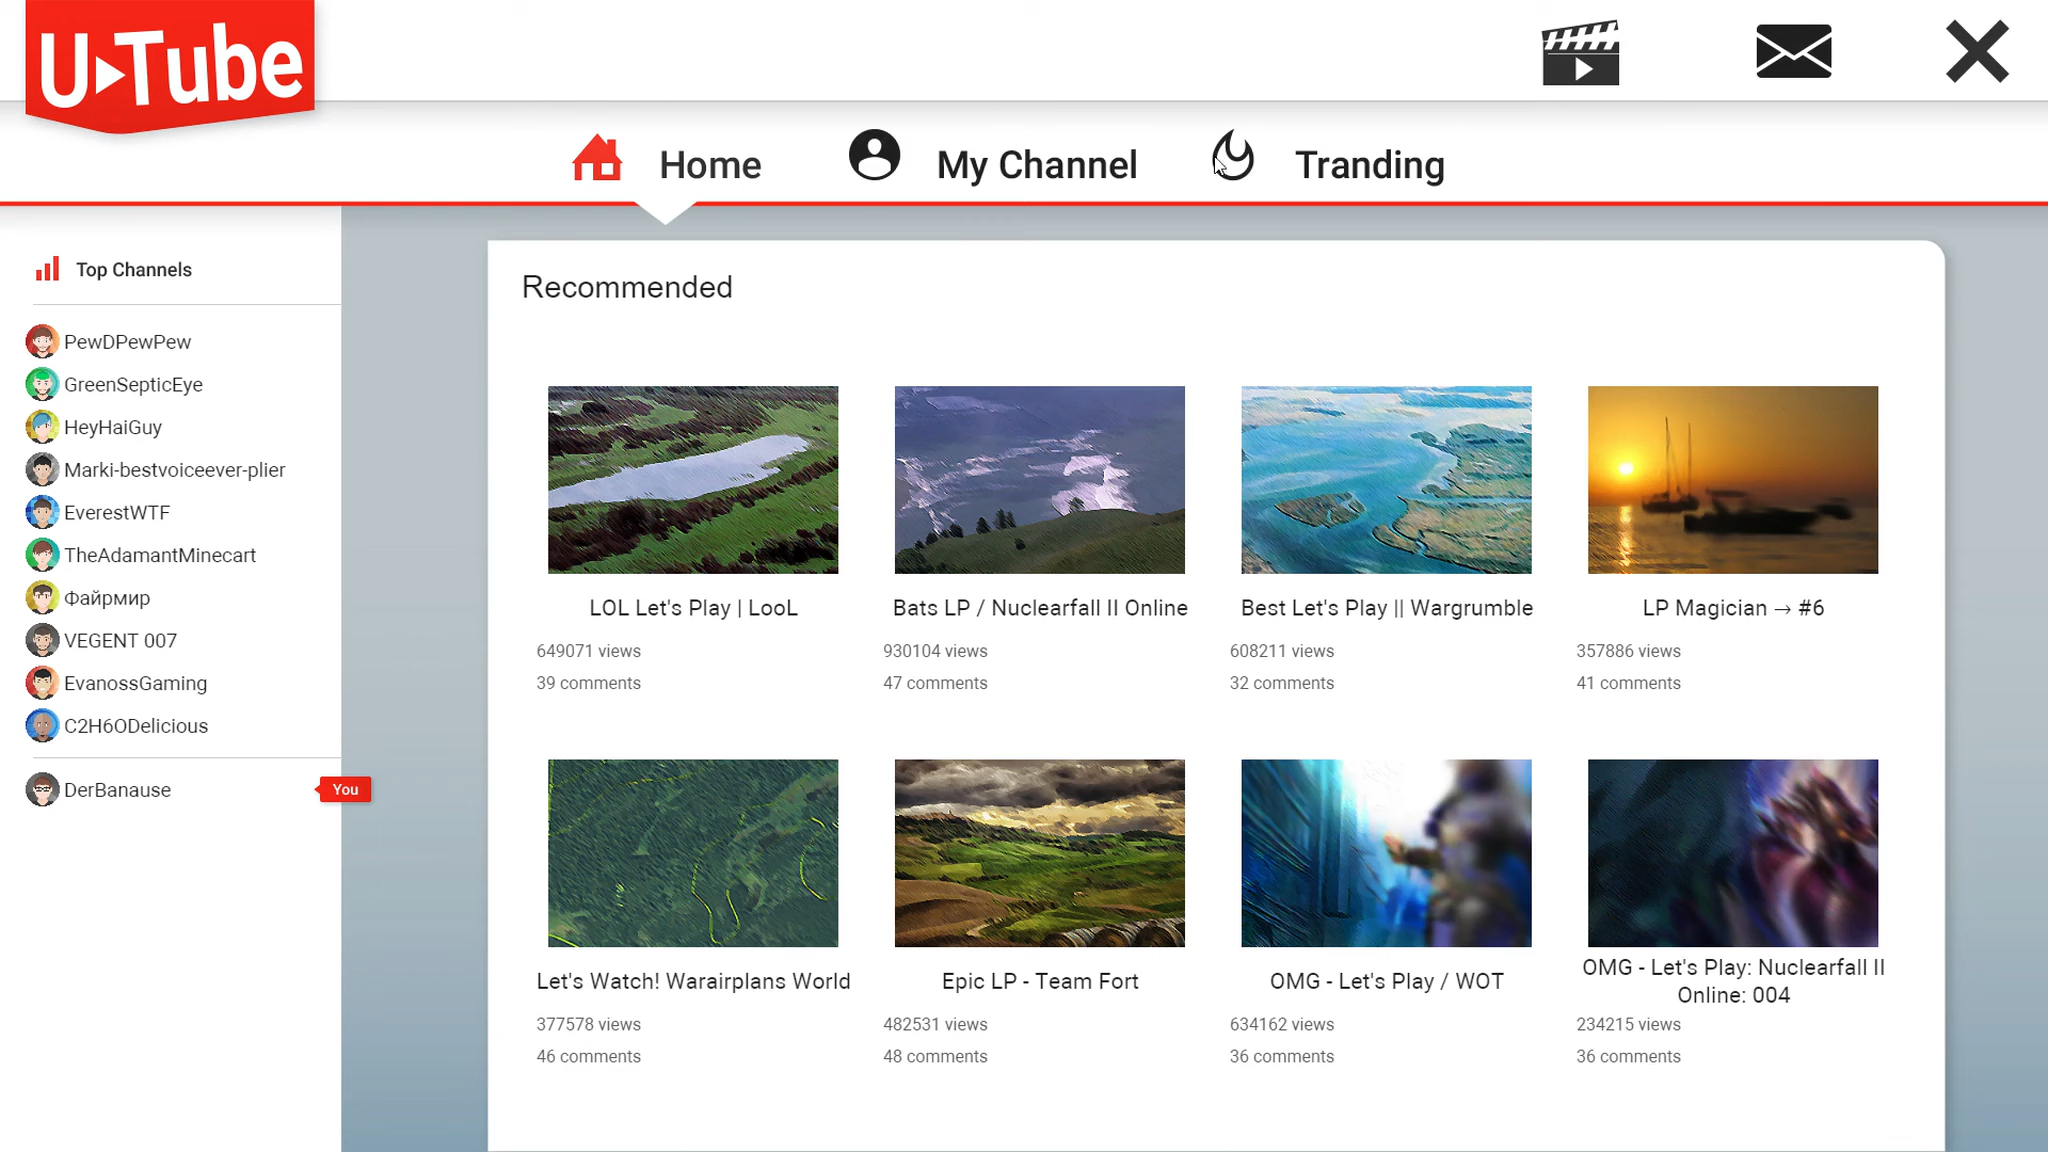 U Tube
Home
My Channel
Tranding
Top Channels
PewDPewPew
GreenSepticEye
HeyHaiGuy
Marki-bestvoiceever-plier
EverestWTF
TheAdamantMinecart
Файрмир
VEGENT 007
EvanossGaming
C2H6ODelicious
DerBanause
You
Recommended
LOL Let's Play | LooL
649071 views
39 comments
Bats LP / Nuclearfall II Online
930104 views
47 comments
Best Let's Play || Wargrumble
608211 views
32 comments
LP Magician → #6
357886 views
41 comments
Let's Watch! Warairplans World
377578 views
46 comments
Epic LP - Team Fort
482531 views
48 comments
OMG - Let's Play / WOT
634162 views
36 comments
OMG - Let's Play: Nuclearfall II
Online: 004
234215 views
36 comments